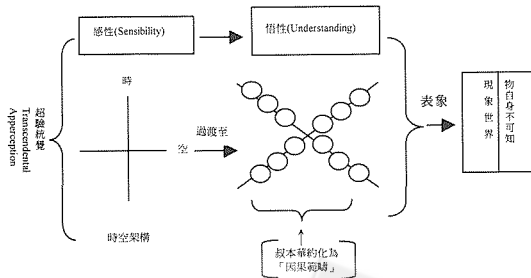 超驗統覺
Transcendental
Apperception
感性(Sensibility)
悟性(Understanding)
時
空
過渡至
時空架構
叔本華約化為
「因果範疇」
表象
現象世界
物自身不可知